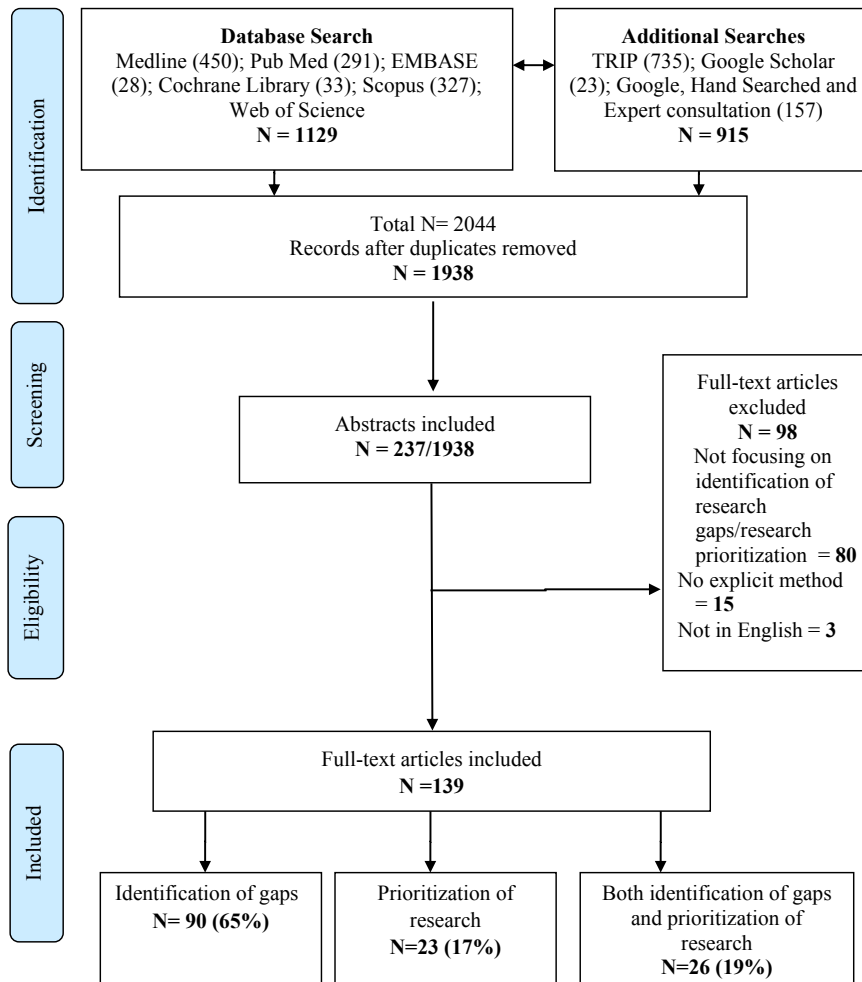 Identification
Database Search
Medline (450); Pub Med (291); EMBASE
(28); Cochrane Library (33); Scopus (327);
Web of Science
N = 1129
Additional Searches
TRIP (735); Google Scholar
(23); Google, Hand Searched and
Expert consultation (157)
N = 915
Total N= 2044
Records after duplicates removed
N = 1938
Screening
Abstracts included
N = 237/1938
Full-text articles
excluded
N = 98
Not focusing on
identification of
research
gaps/research
prioritization = 80
No explicit method
= 15
Not in English = 3
Eligibility
Included
Full-text articles included
N =139
Identification of gaps
N= 90 (65%)
Prioritization of
research
N=23 (17%)
Both identification of gaps
and prioritization of
research
N=26 (19%)